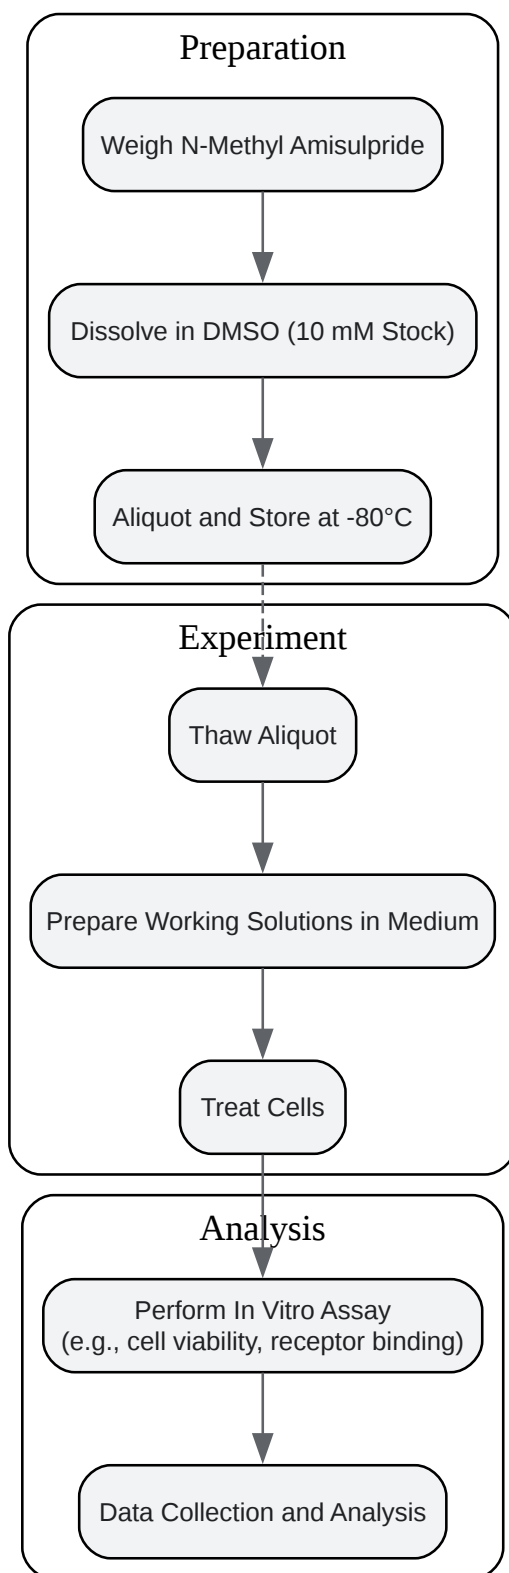 Preparation
Weigh N-Methyl Amisulpride
Dissolve in DMSO (10 mM Stock)
Aliquot and Store at -80°C
Experiment
Thaw Aliquot
Prepare Working Solutions in Medium
Treat Cells
Analysis
Perform In Vitro Assay
(e.g., cell viability, receptor binding)
Data Collection and Analysis